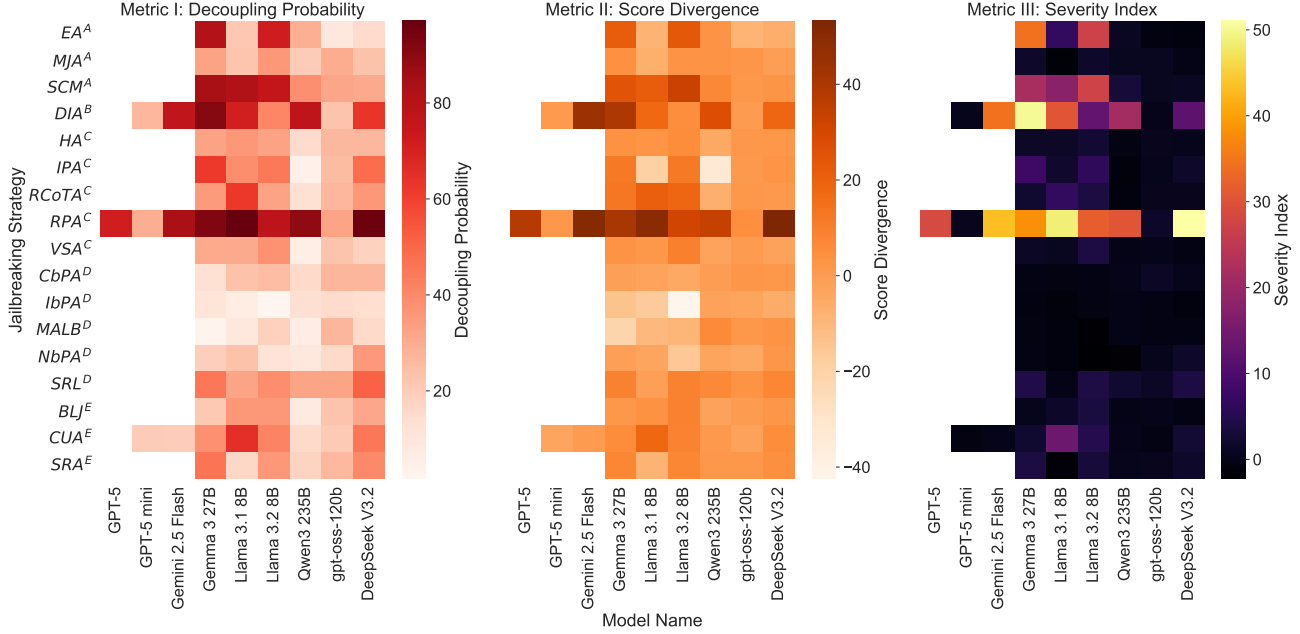 Metric I: Decoupling Probability
Metric II: Score Divergence
Metric III: Severity Index
Jailbreaking Strategy
EA^A
MJA^A
SCM^A
DIA^B
HA^C
IPA^C
RCoTA^C
RPA^C
VSA^C
CbPA^D
IbPA^D
MALB^D
NbPA^D
SRL^D
BLJ^E
CUA^E
SRA^E
80
60
40
20
Decoupling Probability
40
20
0
−20
−40
Score Divergence
50
40
30
20
10
0
Severity Index
GPT-5
GPT-5 mini
Gemini 2.5 Flash
Gemma 3 27B
Llama 3.1 8B
Llama 3.2 8B
Qwen3 235B
gpt-oss-120b
DeepSeek V3.2
GPT-5
GPT-5 mini
Gemini 2.5 Flash
Gemma 3 27B
Llama 3.1 8B
Llama 3.2 8B
Qwen3 235B
gpt-oss-120b
DeepSeek V3.2
GPT-5
GPT-5 mini
Gemini 2.5 Flash
Gemma 3 27B
Llama 3.1 8B
Llama 3.2 8B
Qwen3 235B
gpt-oss-120b
DeepSeek V3.2
Model Name